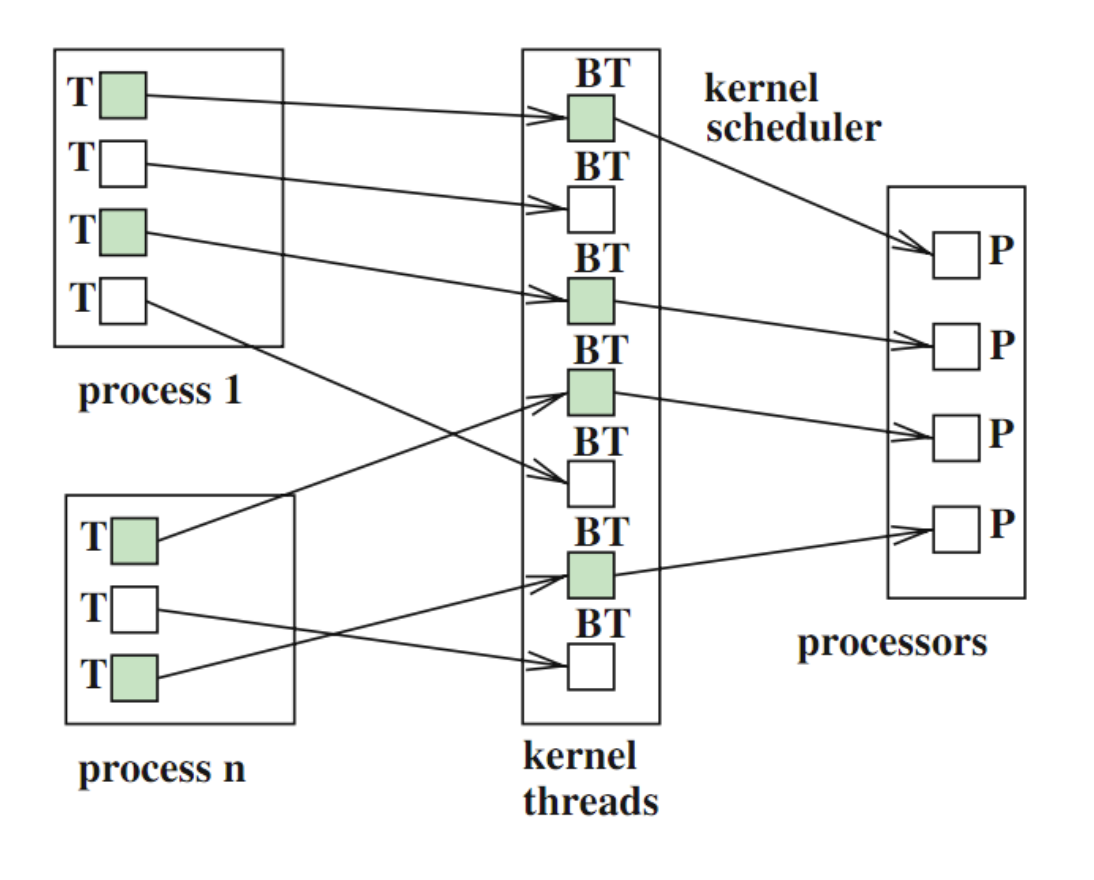 T
T
T
T
process 1
T
T
T
process n
BT
BT
BT
BT
BT
BT
BT
kernel
threads
kernel
scheduler
P
P
P
P
processors